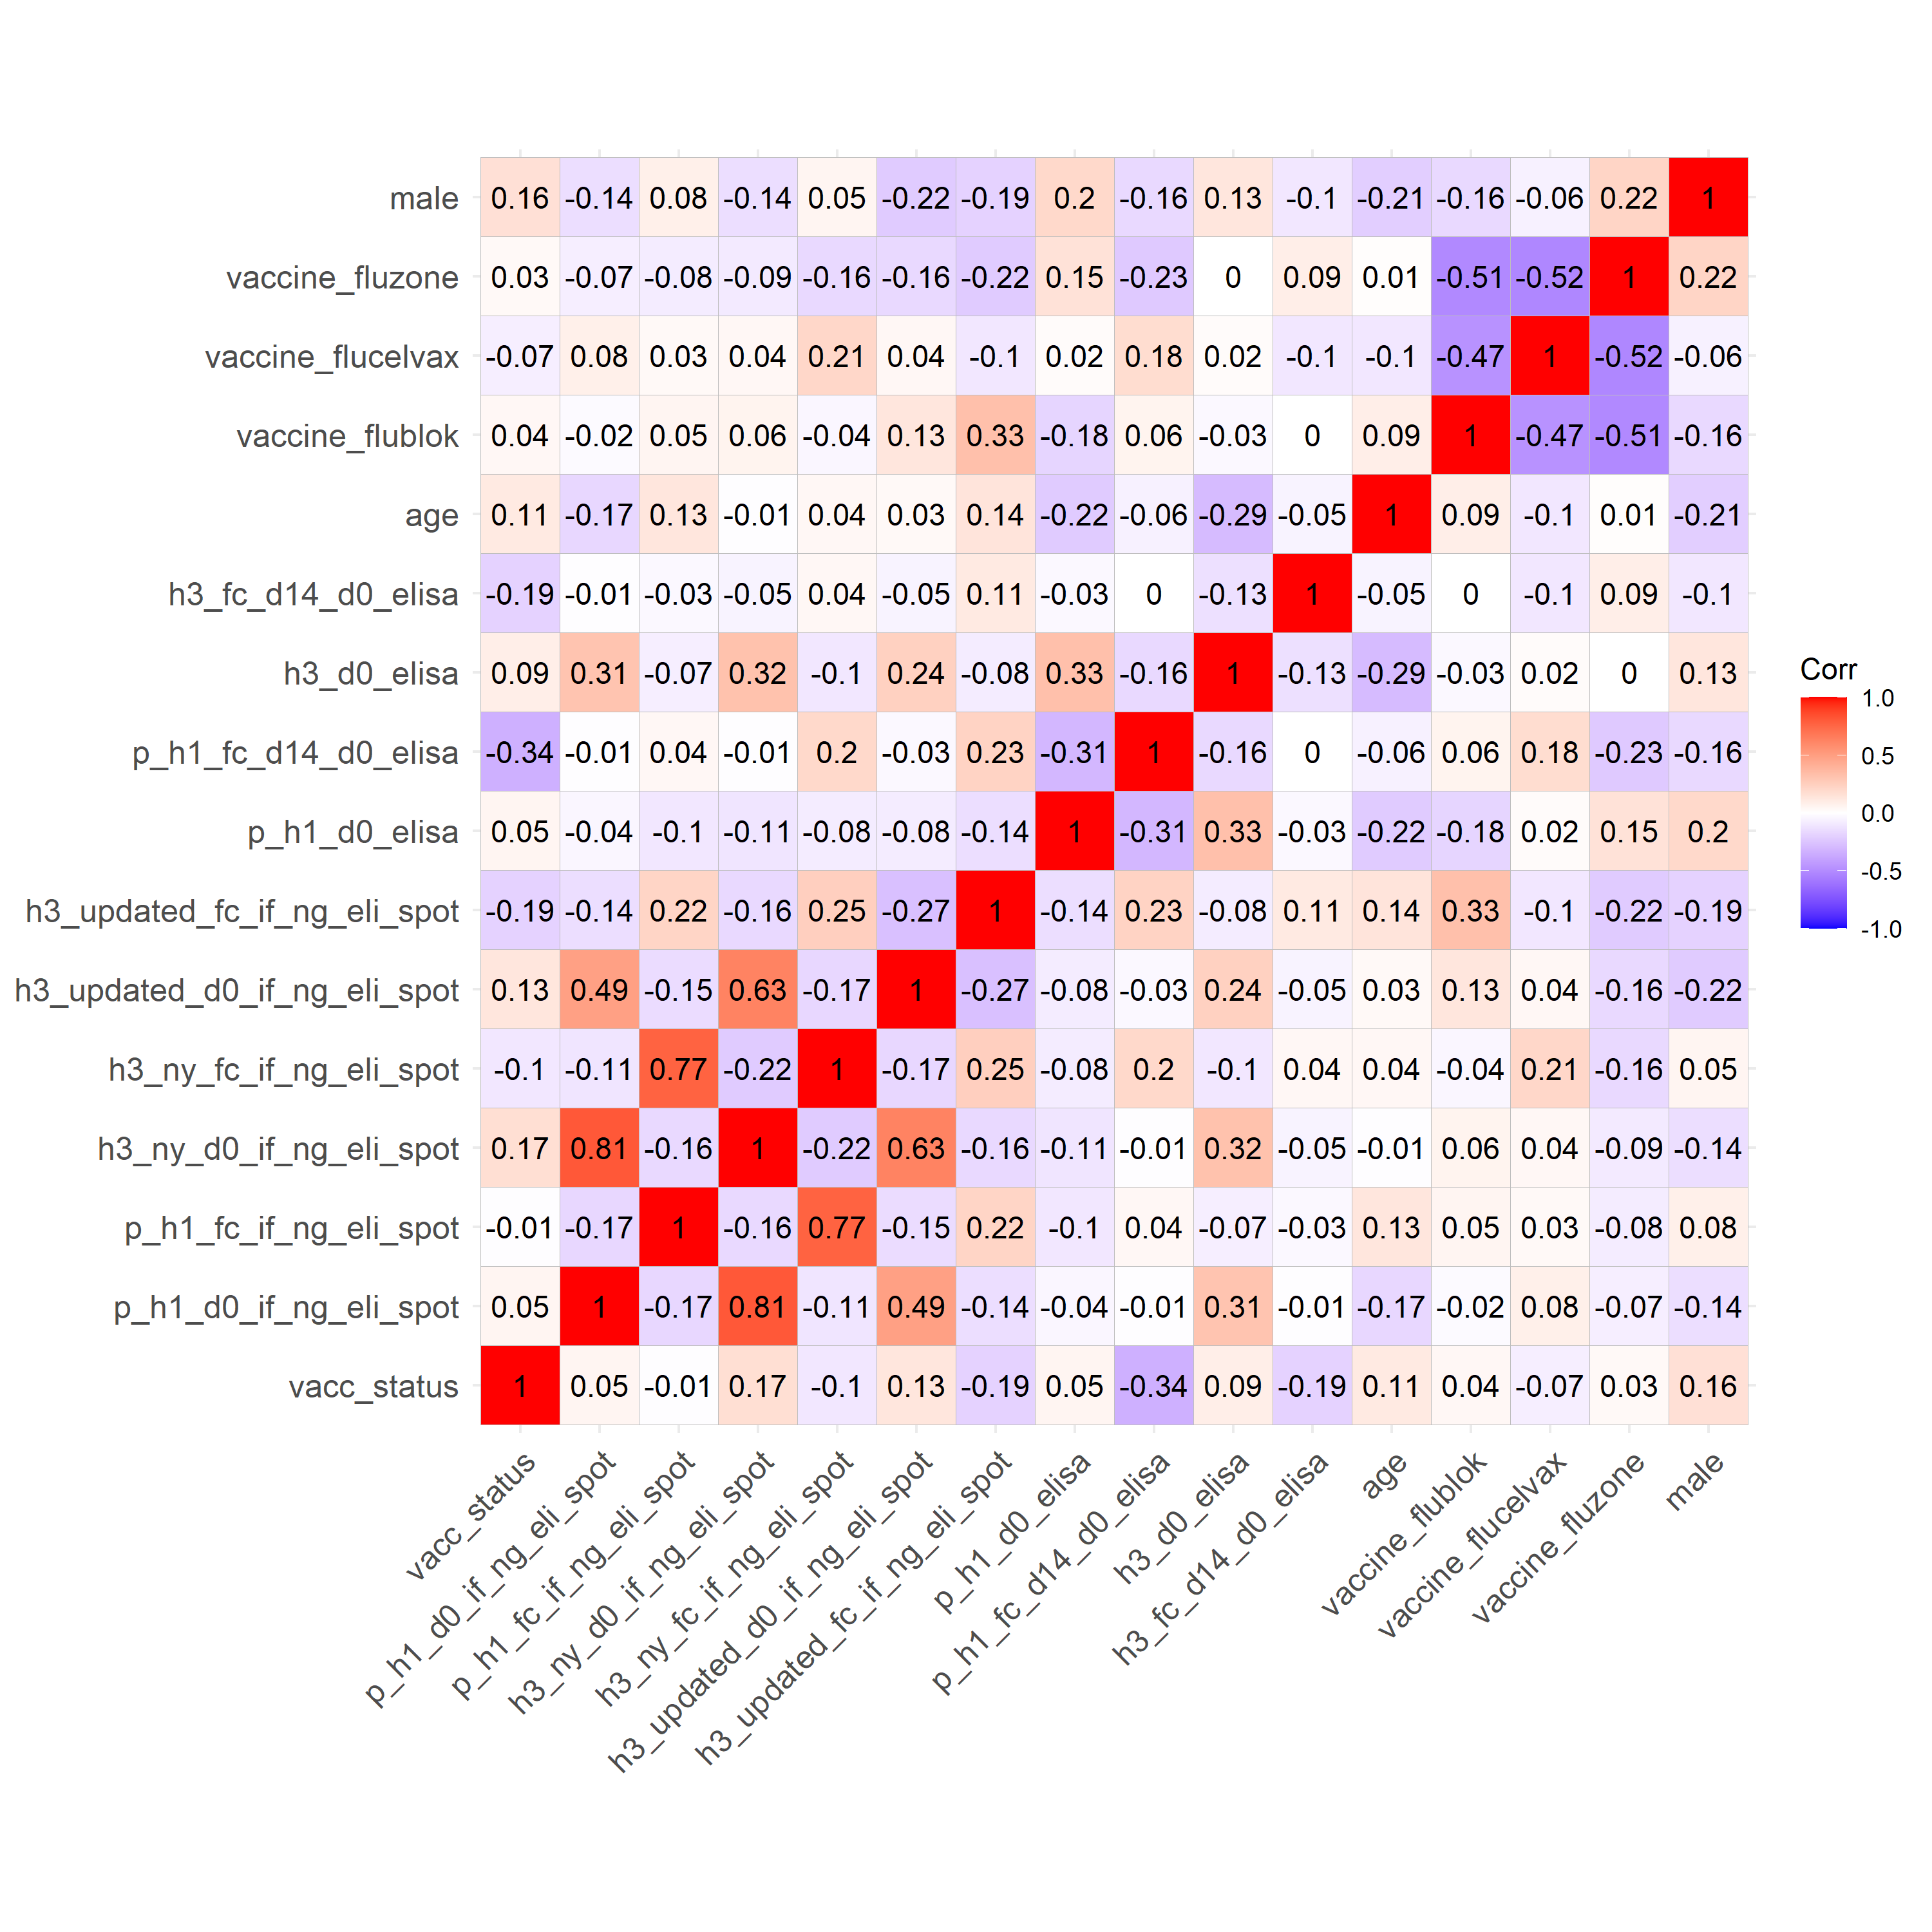 male 0.16 -0.14 0.08 -0.14 0.05 -0.22 -0.19 0.2 -0.16 0.13 -0.1 -0.21 -0.16 -0.06 0.22 1
vaccine_fluzone 0.03 -0.07 -0.08 -0.09 -0.16 -0.16 -0.22 0.15 -0.23 0 0.09 0.01 -0.51 -0.52 1 0.22
vaccine_flucelvax -0.07 0.08 0.03 0.04 0.21 0.04 -0.1 0.02 0.18 0.02 -0.1 -0.1 -0.47 1 -0.52 -0.06
vaccine_flublok 0.04 -0.02 0.05 0.06 -0.04 0.13 0.33 -0.18 0.06 -0.03 0 0.09 1 -0.47 -0.51 -0.16
age 0.11 -0.17 0.13 -0.01 0.04 0.03 0.14 -0.22 -0.06 -0.29 -0.05 1 0.09 -0.1 0.01 -0.21
h3_fc_d14_d0_elisa -0.19 -0.01 -0.03 -0.05 0.04 -0.05 0.11 -0.03 0 -0.13 1 -0.05 0 -0.1 0.09 -0.1
h3_d0_elisa 0.09 0.31 -0.07 0.32 -0.1 0.24 -0.08 0.33 -0.16 1 -0.13 -0.29 -0.03 0.02 0 0.13
p_h1_fc_d14_d0_elisa -0.34 -0.01 0.04 -0.01 0.2 -0.03 0.23 -0.31 1 -0.16 0 -0.06 0.06 0.18 -0.23 -0.16
p_h1_d0_elisa 0.05 -0.04 -0.1 -0.11 -0.08 -0.08 -0.14 1 -0.31 0.33 -0.03 -0.22 -0.18 0.02 0.15 0.2
h3_updated_fc_if_ng_eli_spot -0.19 -0.14 0.22 -0.16 0.25 -0.27 1 -0.14 0.23 -0.08 0.11 0.14 0.33 -0.1 -0.22 -0.19
h3_updated_d0_if_ng_eli_spot 0.13 0.49 -0.15 0.63 -0.17 1 -0.27 -0.08 -0.03 0.24 -0.05 0.03 0.13 0.04 -0.16 -0.22
h3_ny_fc_if_ng_eli_spot -0.1 -0.11 0.77 -0.22 1 -0.17 0.25 -0.08 0.2 -0.1 0.04 0.04 -0.04 0.21 -0.16 0.05
h3_ny_d0_if_ng_eli_spot 0.17 0.81 -0.16 1 -0.22 0.63 -0.16 -0.11 -0.01 0.32 -0.05 -0.01 0.06 0.04 -0.09 -0.14
p_h1_fc_if_ng_eli_spot -0.01 -0.17 1 -0.16 0.77 -0.15 0.22 -0.1 0.04 -0.07 -0.03 0.13 0.05 0.03 -0.08 0.08
p_h1_d0_if_ng_eli_spot 0.05 1 -0.17 0.81 -0.11 0.49 -0.14 -0.04 -0.01 0.31 -0.01 -0.17 -0.02 0.08 -0.07 -0.14
vacc_status 1 0.05 -0.01 0.17 -0.1 0.13 -0.19 0.05 -0.34 0.09 -0.19 0.11 0.04 -0.07 0.03 0.16
vacc_status
p_h1_d0_if_ng_eli_spot
p_h1_fc_if_ng_eli_spot
h3_ny_d0_if_ng_eli_spot
h3_ny_fc_if_ng_eli_spot
h3_updated_d0_if_ng_eli_spot
h3_updated_fc_if_ng_eli_spot
p_h1_d0_elisa
p_h1_fc_d14_d0_elisa
h3_d0_elisa
h3_fc_d14_d0_elisa
age
vaccine_flublok
vaccine_flucelvax
vaccine_fluzone
male
Corr
1.0
0.5
0.0
-0.5
-1.0